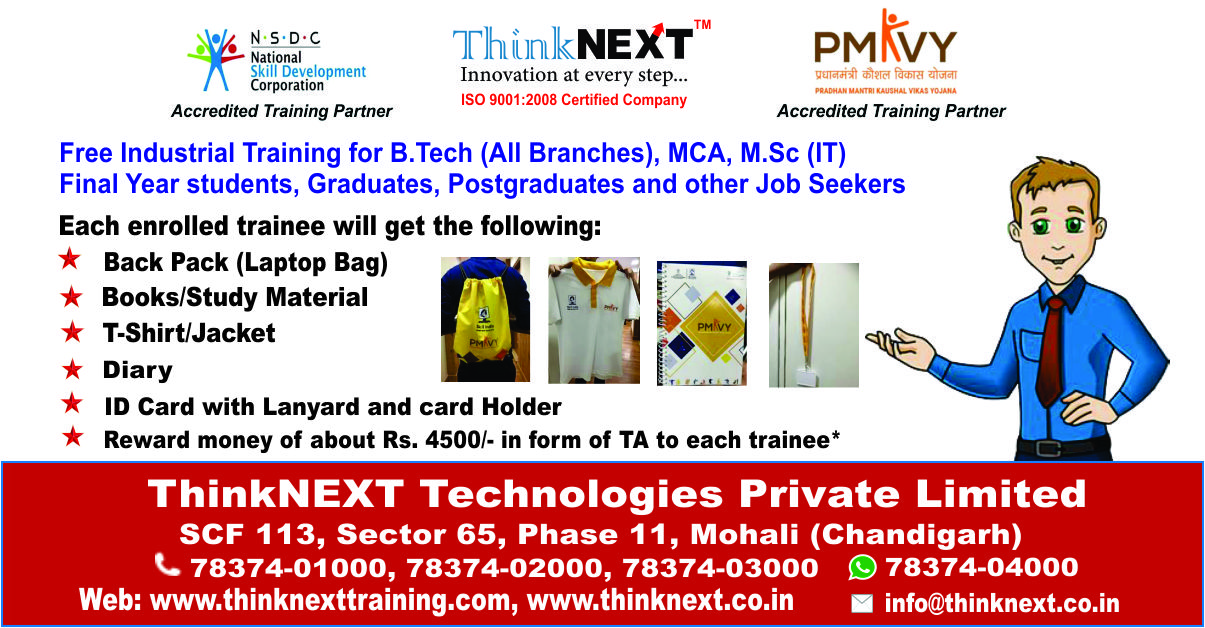 N·S·D·C
National
Skill Development
Corporation
Accredited Training Partner
ThinkNEXT TM
Innovation at every step...
ISO 9001:2008 Certified Company
PMKVY
प्रधानमंत्री कौशल विकास योजना
PRADHAN MANTRI KAUSHAL VIKAS YOJANA
Accredited Training Partner
Free Industrial Training for B.Tech (All Branches), MCA, M.Sc (IT)
Final Year students, Graduates, Postgraduates and other Job Seekers
Each enrolled trainee will get the following:
Back Pack (Laptop Bag)
Books/Study Material
T-Shirt/Jacket
Diary
ID Card with Lanyard and card Holder
Reward money of about Rs. 4500/- in form of TA to each trainee*
Skill India
PMKVY
PMKVY
PMKVY
ThinkNEXT Technologies Private Limited
SCF 113, Sector 65, Phase 11, Mohali (Chandigarh)
78374-01000, 78374-02000, 78374-03000 78374-04000
Web: www.thinknexttraining.com, www.thinknext.co.in info@thinknext.co.in